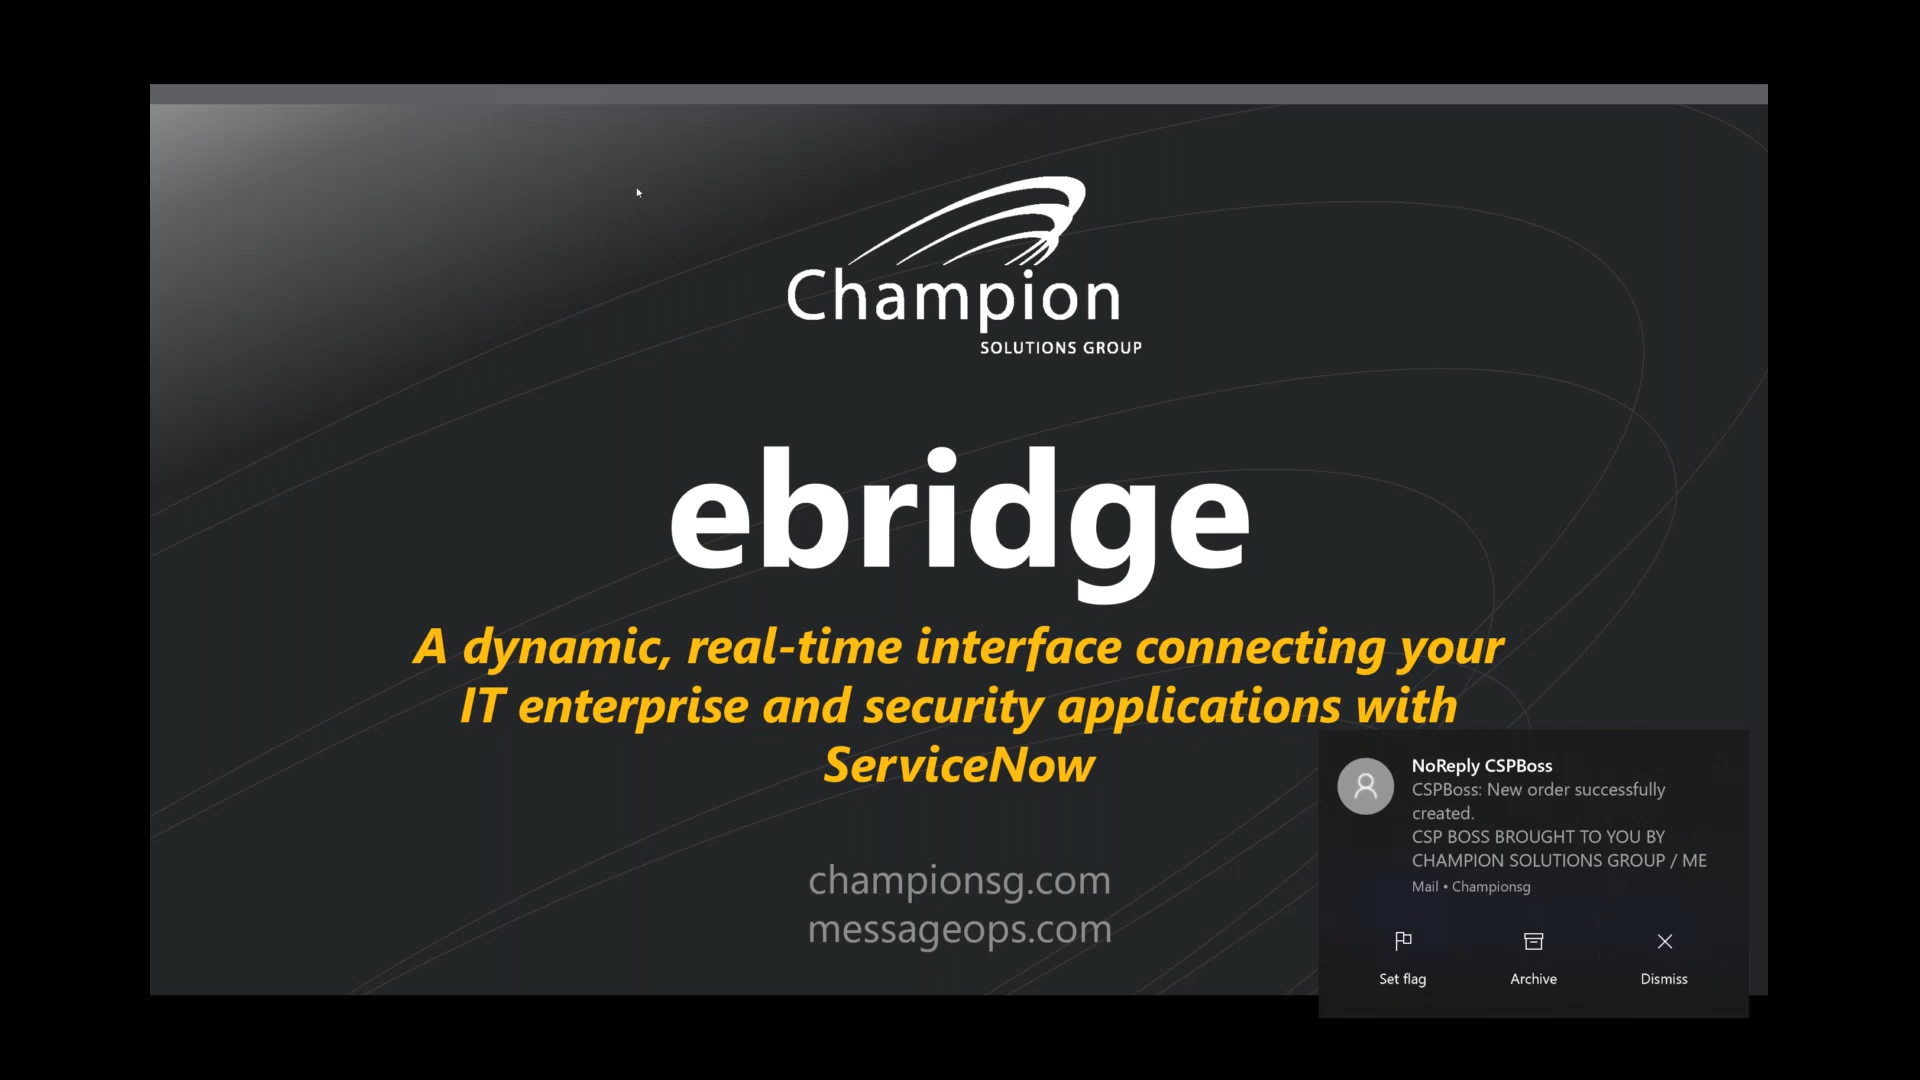 Champion
SOLUTIONS GROUP
ebridge
A dynamic, real-time interface connecting your
IT enterprise and security applications with
ServiceNow
championsg.com
messageops.com
NoReply CSPBoss
CSPBoss: New order successfully
created.
CSP BOSS BROUGHT TO YOU BY
CHAMPION SOLUTIONS GROUP / ME
Mail • Championsg
Set flag
Archive
Dismiss